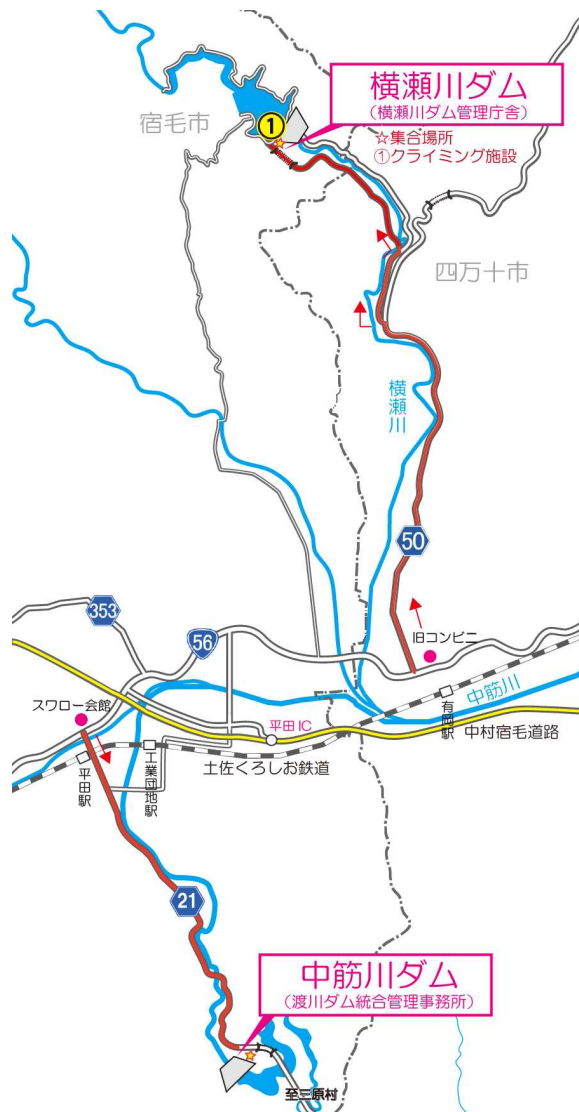 横瀬川ダム
(横瀬川ダム管理庁舎)
宿毛市
1
☆集合場所
①クライミング施設
四万十市
横瀬川
50
353
56
旧コンビニ
スワロー会館
中筋川
有岡駅
平田IC
中村宿毛道路
土佐くろしお鉄道
平田駅
工業団地駅
21
中筋川ダム
(渡川ダム統合管理事務所)
至三原村